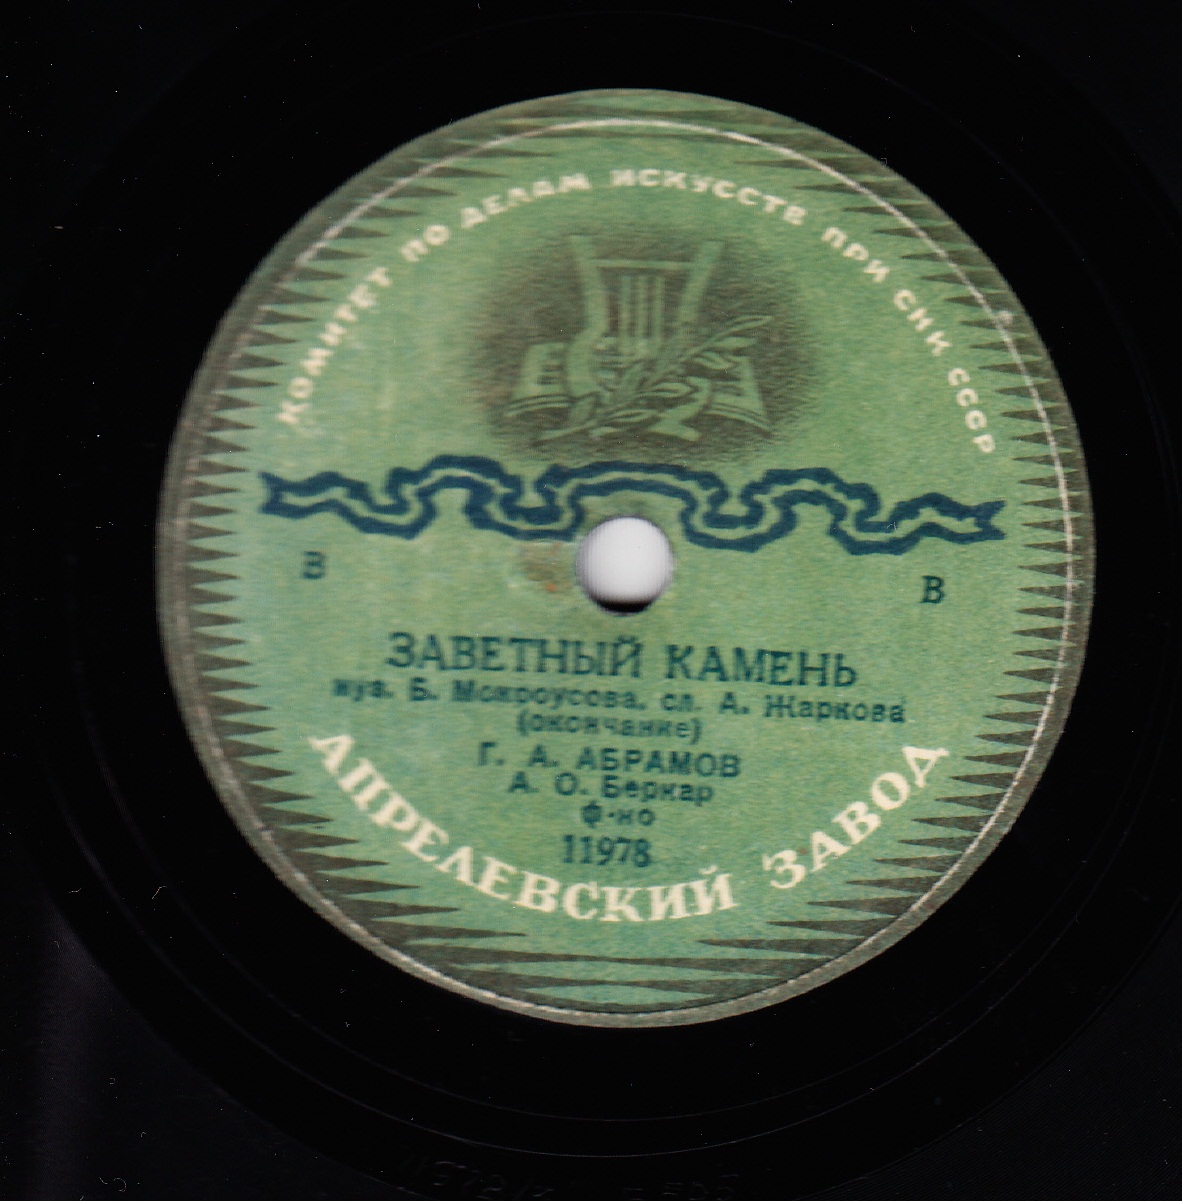 КОМИТЕТ ПО ДЕЛАМ ИСКУССТВ ПРИ СНК СССР
В В
ЗАВЕТНЫЙ КАМЕНЬ
муз. Б. Мокроусова, сл. А. Жаркова
(окончание)
Г. А. АБРАМОВ
А. О. Беркар
ф-но
11978
АПРЕЛЕВСКИЙ ЗАВОД